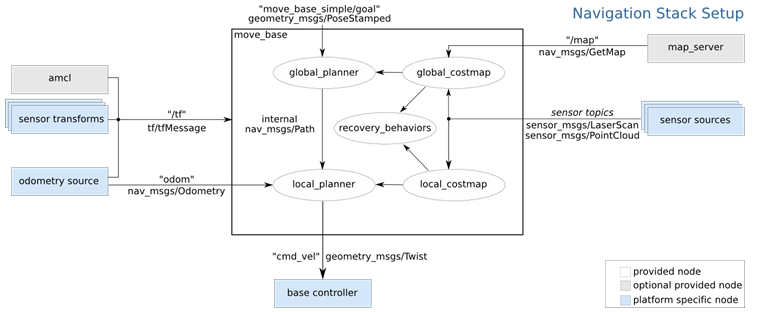 Navigation Stack Setup
"move_base_simple/goal"
geometry_msgs/PoseStamped
move_base
"/map"
nav_msgs/GetMap
map_server
global_planner
global_costmap
amcl
sensor transforms
"/tf"
tf/tfMessage
internal
nav_msgs/Path
recovery_behaviors
sensor topics
sensor_msgs/LaserScan
sensor_msgs/PointCloud
sensor sources
odometry source
"odom"
nav_msgs/Odometry
local_planner
local_costmap
"cmd_vel" geometry_msgs/Twist
base controller
provided node
optional provided node
platform specific node